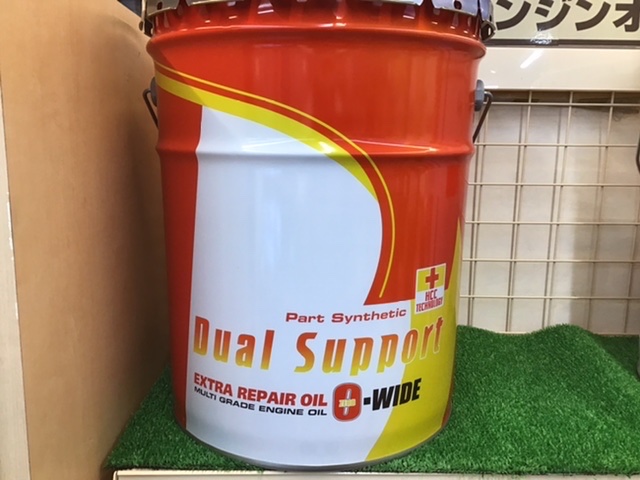 ンジンオ
HCC
TECHNOLOGY
Part Synthetic
Dual Support
EXTRA REPAIR OIL
MULTI GRADE ENGINE OIL
0-WIDE